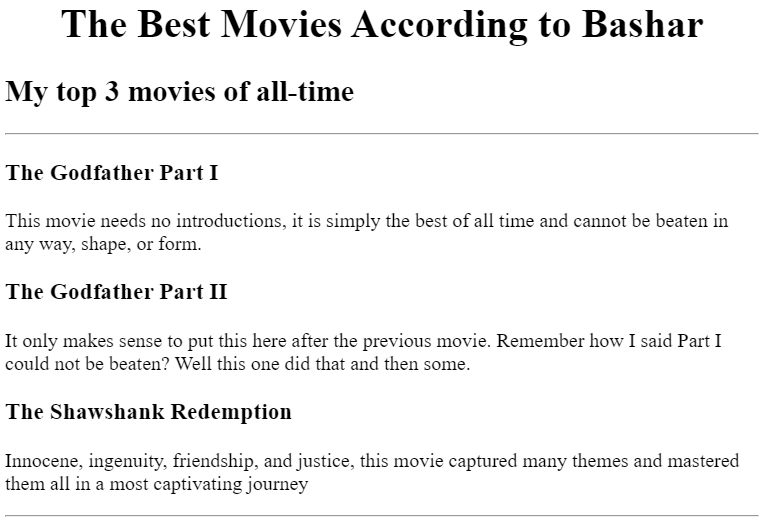 The Best Movies According to Bashar
My top 3 movies of all-time
The Godfather Part I
This movie needs no introductions, it is simply the best of all time and cannot be beaten in
any way, shape, or form.
The Godfather Part II
It only makes sense to put this here after the previous movie. Remember how I said Part I
could not be beaten? Well this one did that and then some.
The Shawshank Redemption
Innocene, ingenuity, friendship, and justice, this movie captured many themes and mastered
them all in a most captivating journey